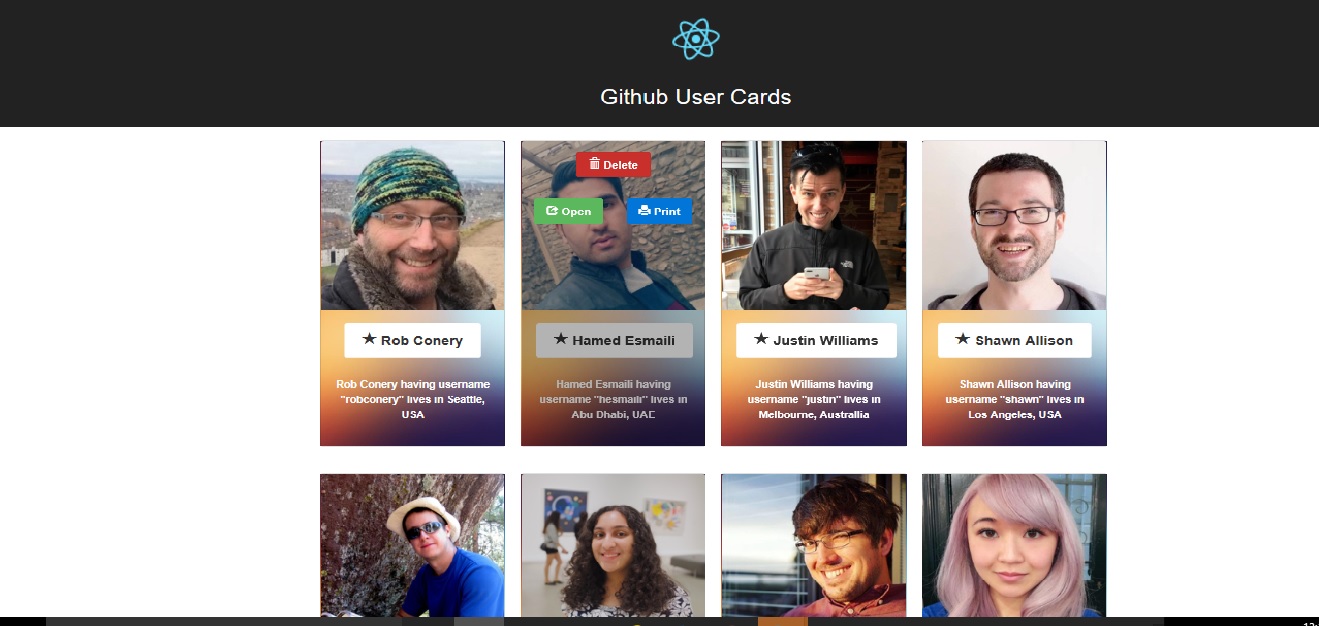 Github User Cards
Delete
Open
Print
★ Rob Conery
★ Hamed Esmaili
★ Justin Williams
★ Shawn Allison
Rob Conery having username
"robconery" lives in Seattle,
USA.
Hamed Esmaili having
username "hesmaili" lives in
Abu Dhabi, UAE
Justin Williams having
username "justin" lives in
Melbourne, Australlia
Shawn Allison having
username "shawn" lives in
Los Angeles, USA